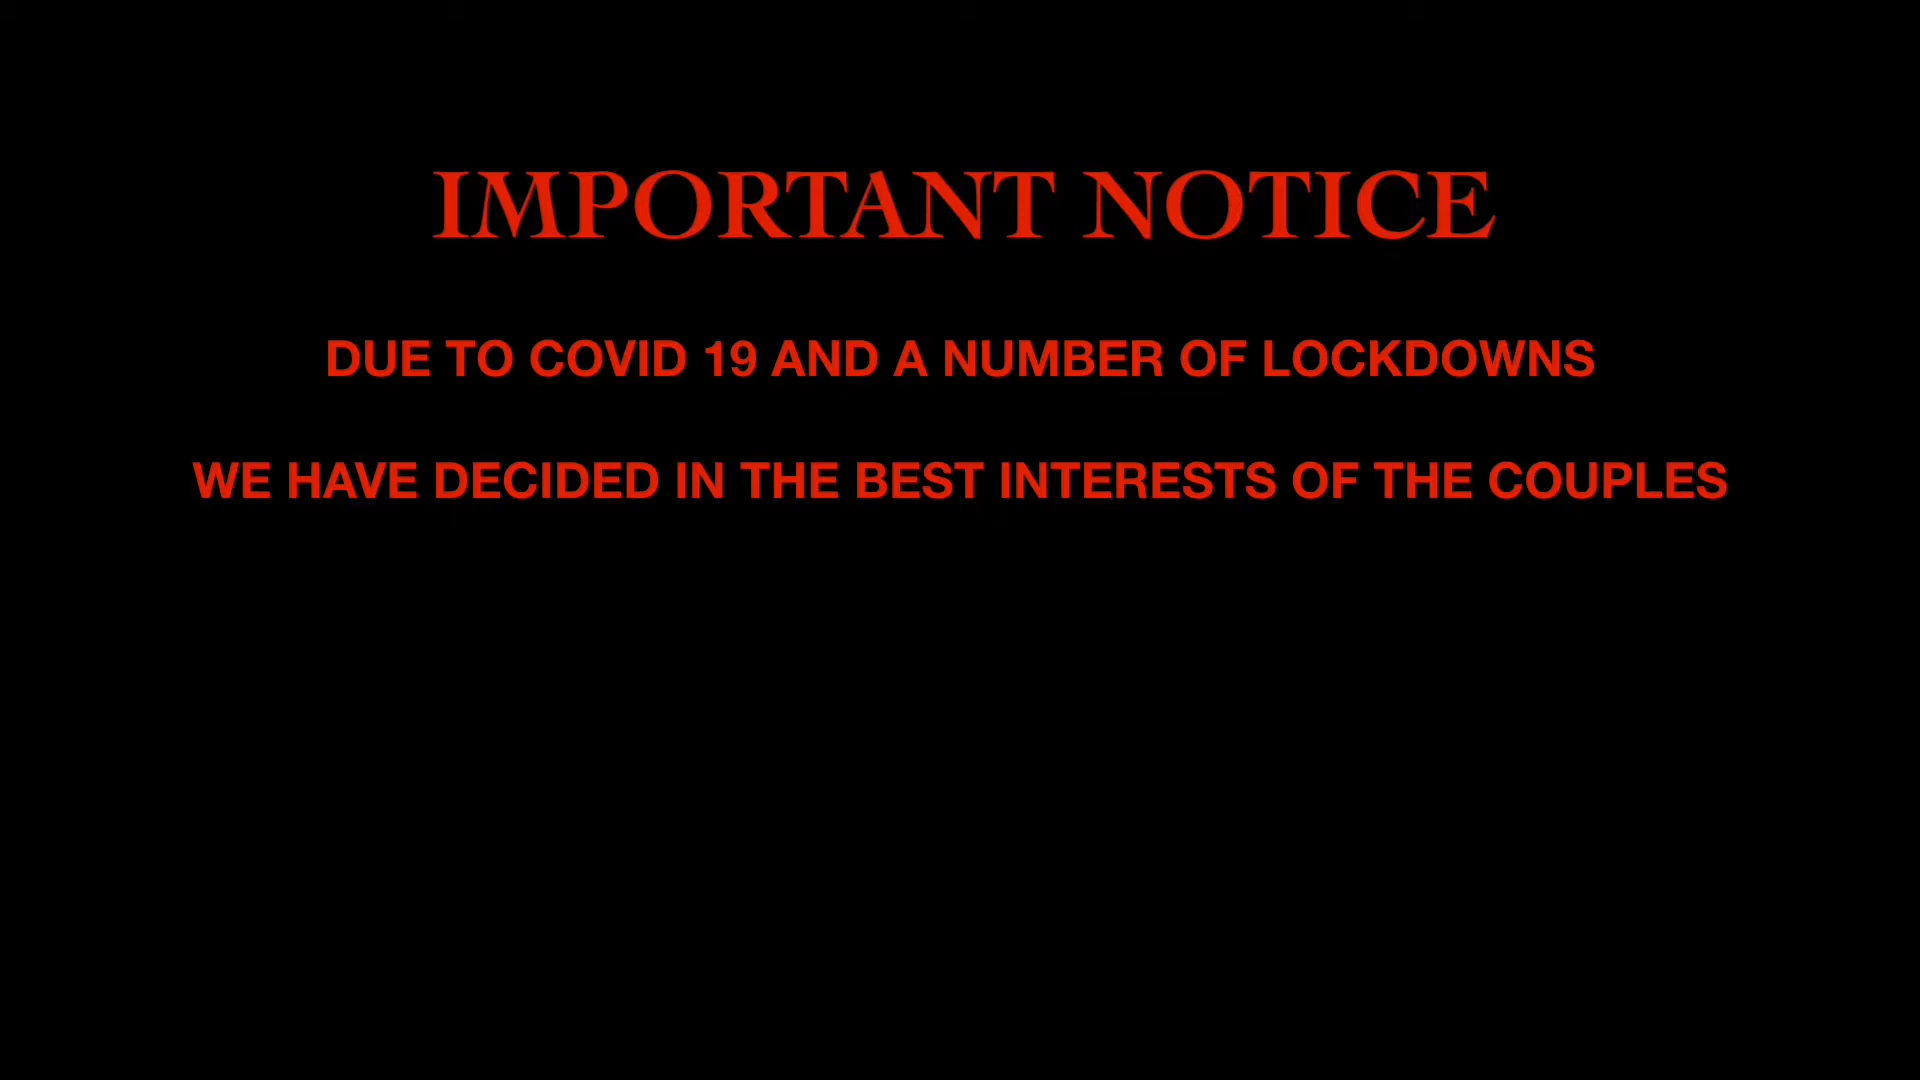 IMPORTANT NOTICE
DUE TO COVID 19 AND A NUMBER OF LOCKDOWNS
WE HAVE DECIDED IN THE BEST INTERESTS OF THE COUPLES